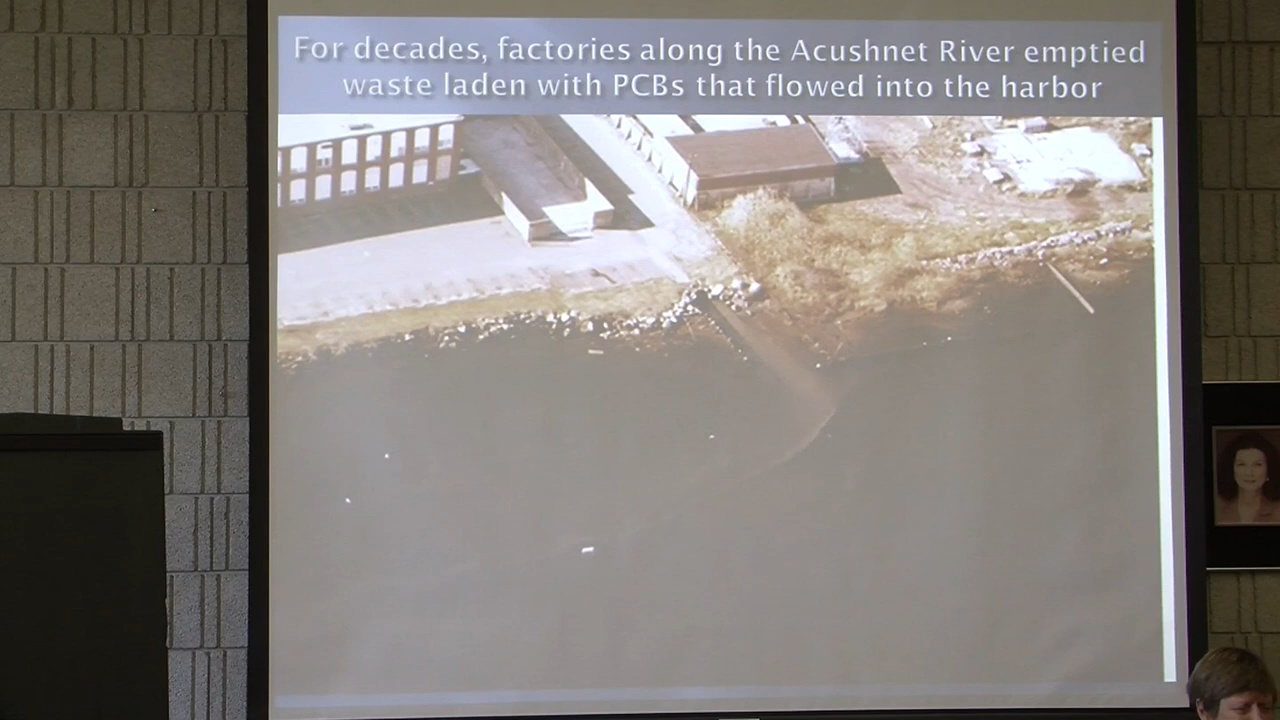 For decades, factories along the Acushnet River emptied
waste laden with PCBs that flowed into the harbor